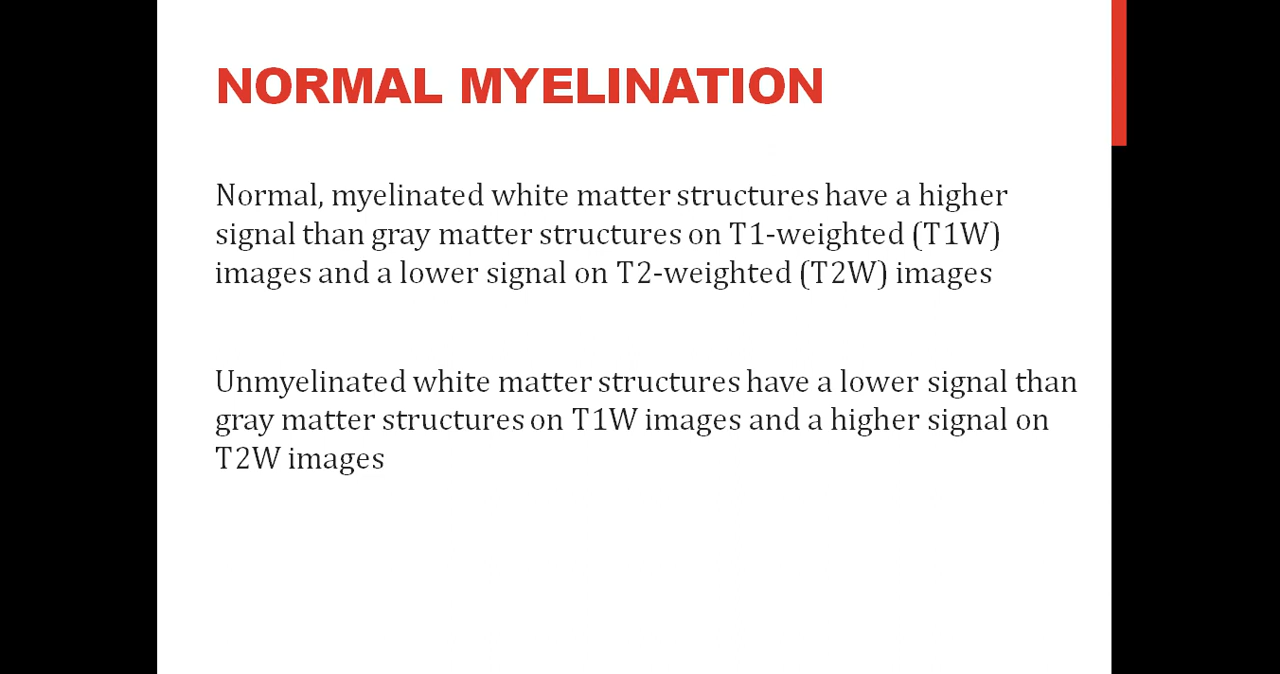 NORMAL MYELINATION
Normal, myelinated white matter structures have a higher
signal than gray matter structures on T1-weighted (T1W)
images and a lower signal on T2-weighted (T2W) images
Unmyelinated white matter structures have a lower signal than
gray matter structures on T1W images and a higher signal on
T2W images